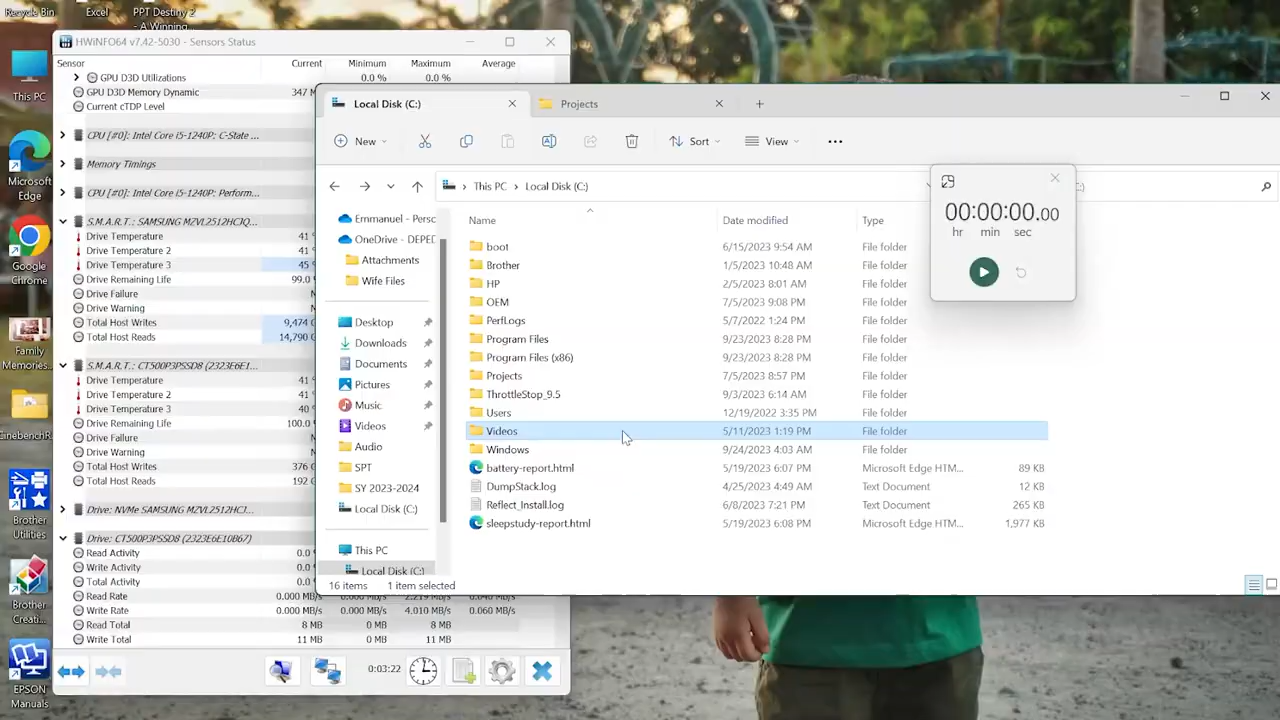 Recycle Bin
Excel
PPT Destiny 2
- A Winning...
This PC
Microsoft
Edge
Google
Chrome
Family
Memories...
CinebenchR...
Brother
Utilities
Brother
Creati...
EPSON
Manuals
HWiNFO64 v7.42-5030 - Sensors Status
Sensor Current Minimum Maximum Average
GPU D3D Utilizations 0.0 % 0.0 %
GPU D3D Memory Dynamic 347 M
Current cTDP Level
CPU [#0]: Intel Core i5-1240P: C-State ...
Memory Timings
CPU [#0]: Intel Core i5-1240P: Perform...
S.M.A.R.T.: SAMSUNG MZVL2512HCJQ...
Drive Temperature 41 °
Drive Temperature 2 41 °
Drive Temperature 3 45 °
Drive Remaining Life 99.0
Drive Failure N
Drive Warning N
Total Host Writes 9,474 G
Total Host Reads 14,790 G
S.M.A.R.T.: CT500P3PSSD8 (2323E6E1...
Drive Temperature 41 °
Drive Temperature 2 41 °
Drive Temperature 3 40 °
Drive Remaining Life 100.0
Drive Failure N
Drive Warning N
Total Host Writes 376 G
Total Host Reads 192 G
Drive: NVMe SAMSUNG MZVL2512HCJ...
Drive: CT500P3PSSD8 (2323E6E10B67)
Read Activity 0.0
Write Activity 0.0
Total Activity 0.0
Read Rate 0.000 MB/s 0.000 MB/s 2.219 MB/s 0.040 MB/s
Write Rate 0.000 MB/s 0.000 MB/s 4.010 MB/s 0.060 MB/s
Read Total 8 MB 0 MB 8 MB
Write Total 11 MB 0 MB 11 MB
0:03:22
Local Disk (C:)
Projects
New
Sort
View
This PC
Local Disk (C:)
C:)
Emmanuel - Perso
OneDrive - DEPED
Attachments
Wife Files
Desktop
Downloads
Documents
Pictures
Music
Videos
Audio
SPT
SY 2023-2024
Local Disk (C:)
This PC
Local Disk (C:)
Name Date modified Type
boot 6/15/2023 9:54 AM File folder
Brother 1/5/2023 10:48 AM File folder
HP 2/5/2023 8:01 AM File folder
OEM 7/5/2023 9:08 PM File folder
PerfLogs 5/7/2022 1:24 PM File folder
Program Files 9/23/2023 8:28 PM File folder
Program Files (x86) 9/23/2023 8:28 PM File folder
Projects 7/5/2023 8:57 PM File folder
ThrottleStop_9.5 9/3/2023 6:14 AM File folder
Users 12/19/2022 3:35 PM File folder
Videos 5/11/2023 1:19 PM File folder
Windows 9/24/2023 4:03 AM File folder
battery-report.html 5/19/2023 6:07 PM Microsoft Edge HTM... 89 KB
DumpStack.log 4/25/2023 4:49 AM Text Document 12 KB
Reflect_Install.log 6/8/2023 7:21 PM Text Document 265 KB
sleepstudy-report.html 5/19/2023 6:08 PM Microsoft Edge HTM... 1,977 KB
16 items 1 item selected
00:00:00.00
hr min sec